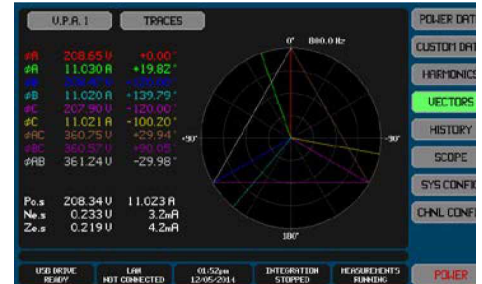 V.P.A. 1
TRACES
φA 208.65 V +0.00°
φA 11.030 A +19.82°
φB
φB 11.020 A +139.79°
φC 207.90 V -120.00°
φC 11.021 A -100.20°
φAC 360.75 V +29.94°
φBC 360.57 V +90.05°
φAB 361.24 V -29.98°
Po.s 208.34 V 11.023 A
Ne.s 0.233 V 3.2mA
Ze.s 0.219 V 4.2mA
0°
800.0 Hz
-90°
-90°
180°
POWER DAT
CUSTOM DAT
HARMONICS
VECTORS
HISTORY
SCOPE
SYS CONFIG
CHNL CONFI
POWER
USB DRIVE
READY
LAN
NOT CONNECTED
01:52pm
12/05/2014
INTEGRATION
STOPPED
MEASUREMENTS
RUNNING